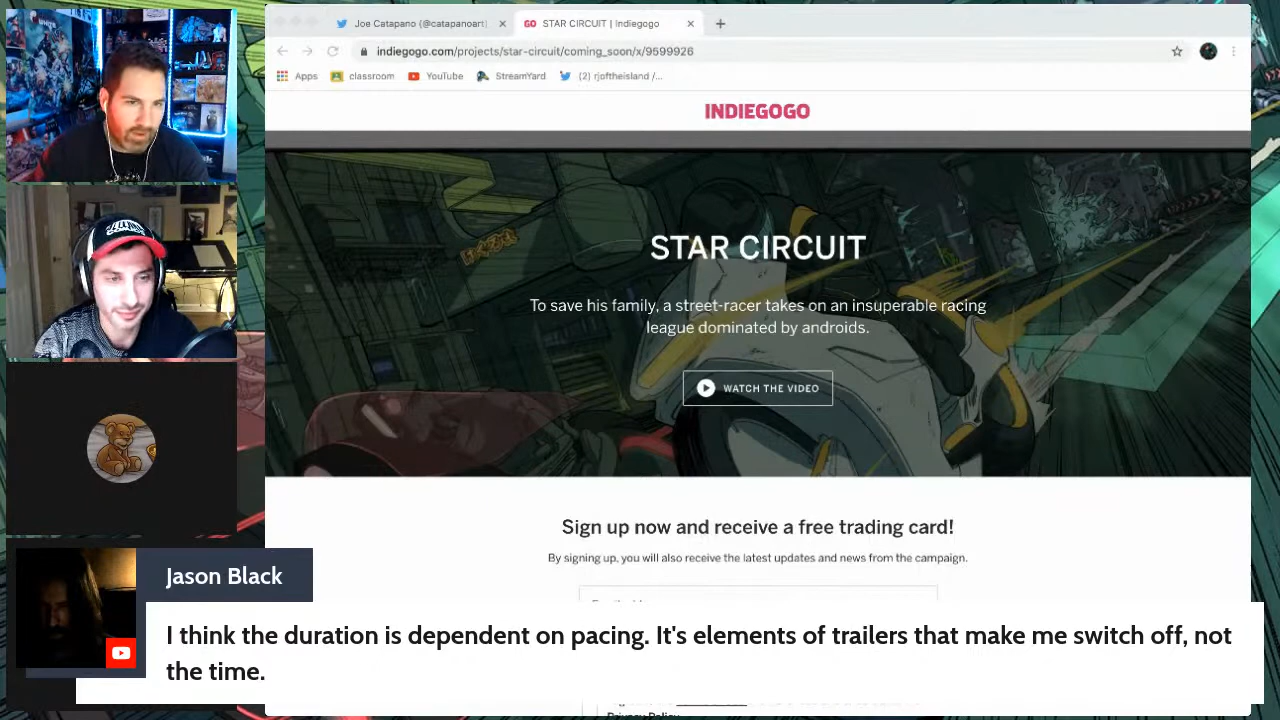 Joe Catapano (@catapanoart)
GO STAR CIRCUIT | Indiegogo
indiegogo.com/projects/star-circuit/coming_soon/x/9599926
Apps classroom YouTube StreamYard (2) rjoftheisland /...
INDIEGOGO
STAR CIRCUIT
To save his family, a street-racer takes on an insuperable racing
league dominated by androids.
WATCH THE VIDEO
Sign up now and receive a free trading card!
By signing up, you will also receive the latest updates and news from the campaign.
Jason Black
I think the duration is dependent on pacing. It's elements of trailers that make me switch off, not
the time.
Privacy Policy